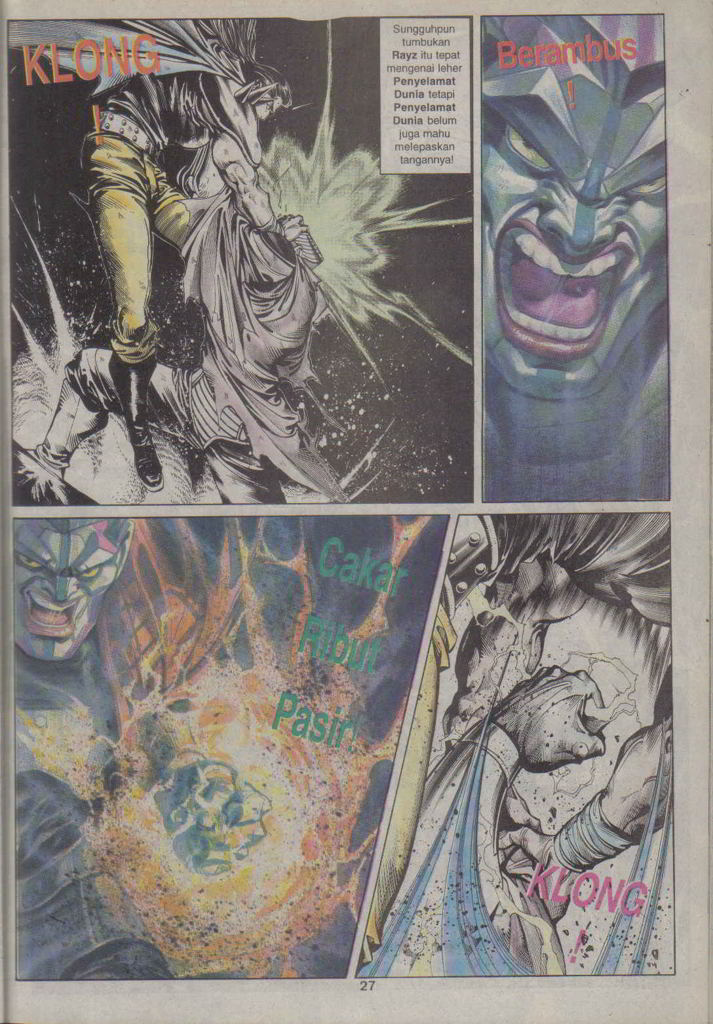 KLONG
!
Sungguhpun
tumbukan
Rayz itu tepat
mengenai leher
Penyelamat
Dunia tetapi
Penyelamat
Dunia belum
juga mahu
melepaskan
tangannya!
Berambus
!
Cakar
Ribut
Pasir!
KLONG
!
27